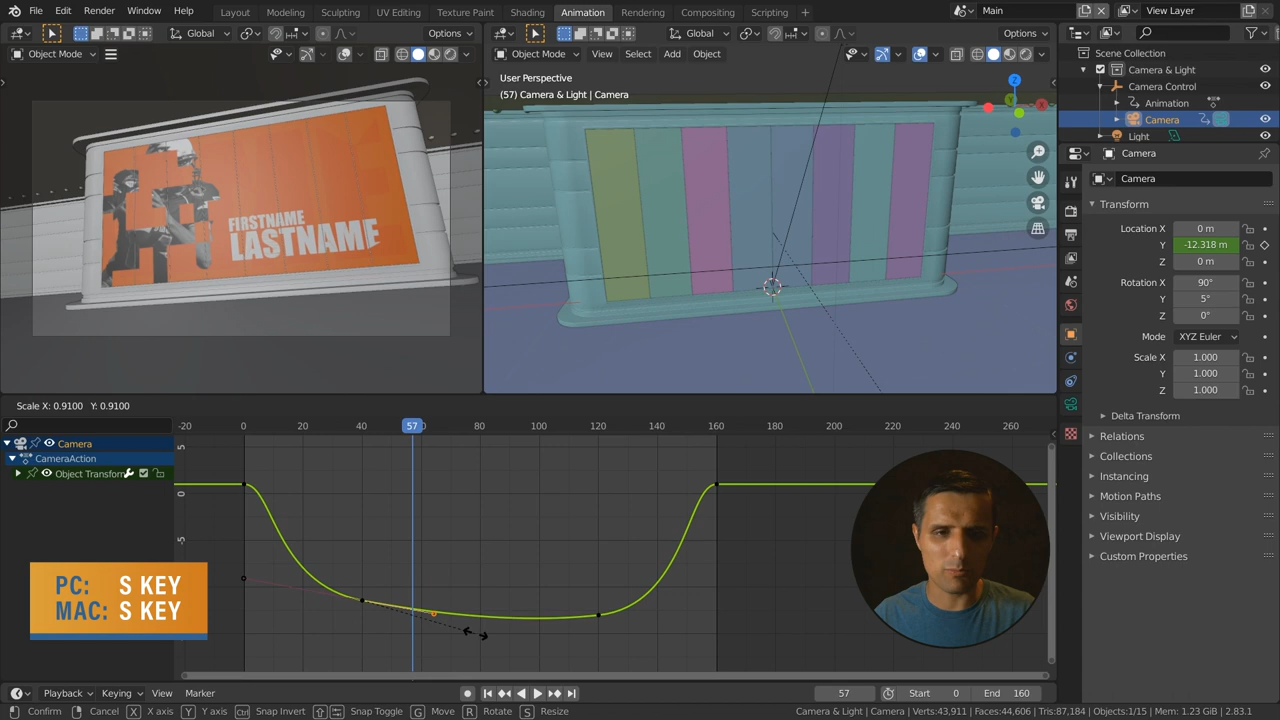 File Edit Render Window Help Layout Modeling Sculpting UV Editing Texture Paint Shading Animation Rendering Compositing Scripting + Main View Layer
Global Options Global Options
Object Mode Object Mode View Select Add Object
Scene Collection
Camera & Light
Camera Control
Animation
Camera
Light
User Perspective
(57) Camera & Light | Camera
FIRSTNAME
LASTNAME
Camera
Camera
Transform
Location X 0 m
Y -12.318 m
Z 0 m
Rotation X 90°
Y 5°
Z 0°
Mode XYZ Euler
Scale X 1.000
Y 1.000
Z 1.000
Delta Transform
Relations
Collections
Instancing
Motion Paths
Visibility
Viewport Display
Custom Properties
Scale X: 0.9100 Y: 0.9100
-20 0 20 40 57 80 100 120 140 160 180 200 220 240 260
Camera
CameraAction
Object Transform
5
0
-5
PC: S KEY
MAC: S KEY
Playback Keying View Marker 57 Start 0 End 160
Confirm Cancel X X axis Y Y axis Ctrl Snap Invert Snap Toggle G Move R Rotate S Resize Camera & Light | Camera | Verts:43,911 | Faces:44,606 | Tris:87,184 | Objects:1/15 | Mem: 1.23 GiB | 2.83.1